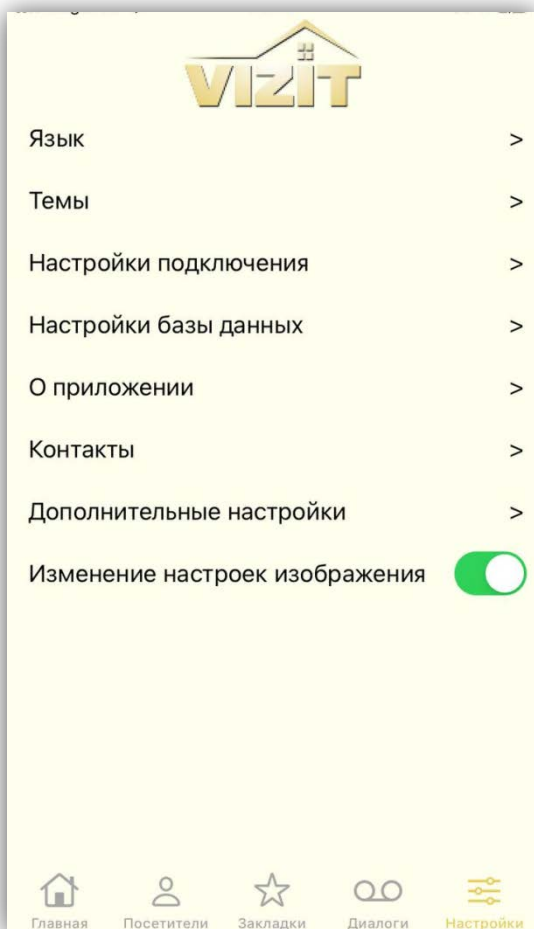 VIZIT
Язык >
Темы >
Настройки подключения >
Настройки базы данных >
О приложении >
Контакты >
Дополнительные настройки >
Изменение настроек изображения
Главная Посетители Закладки Диалоги Настройки